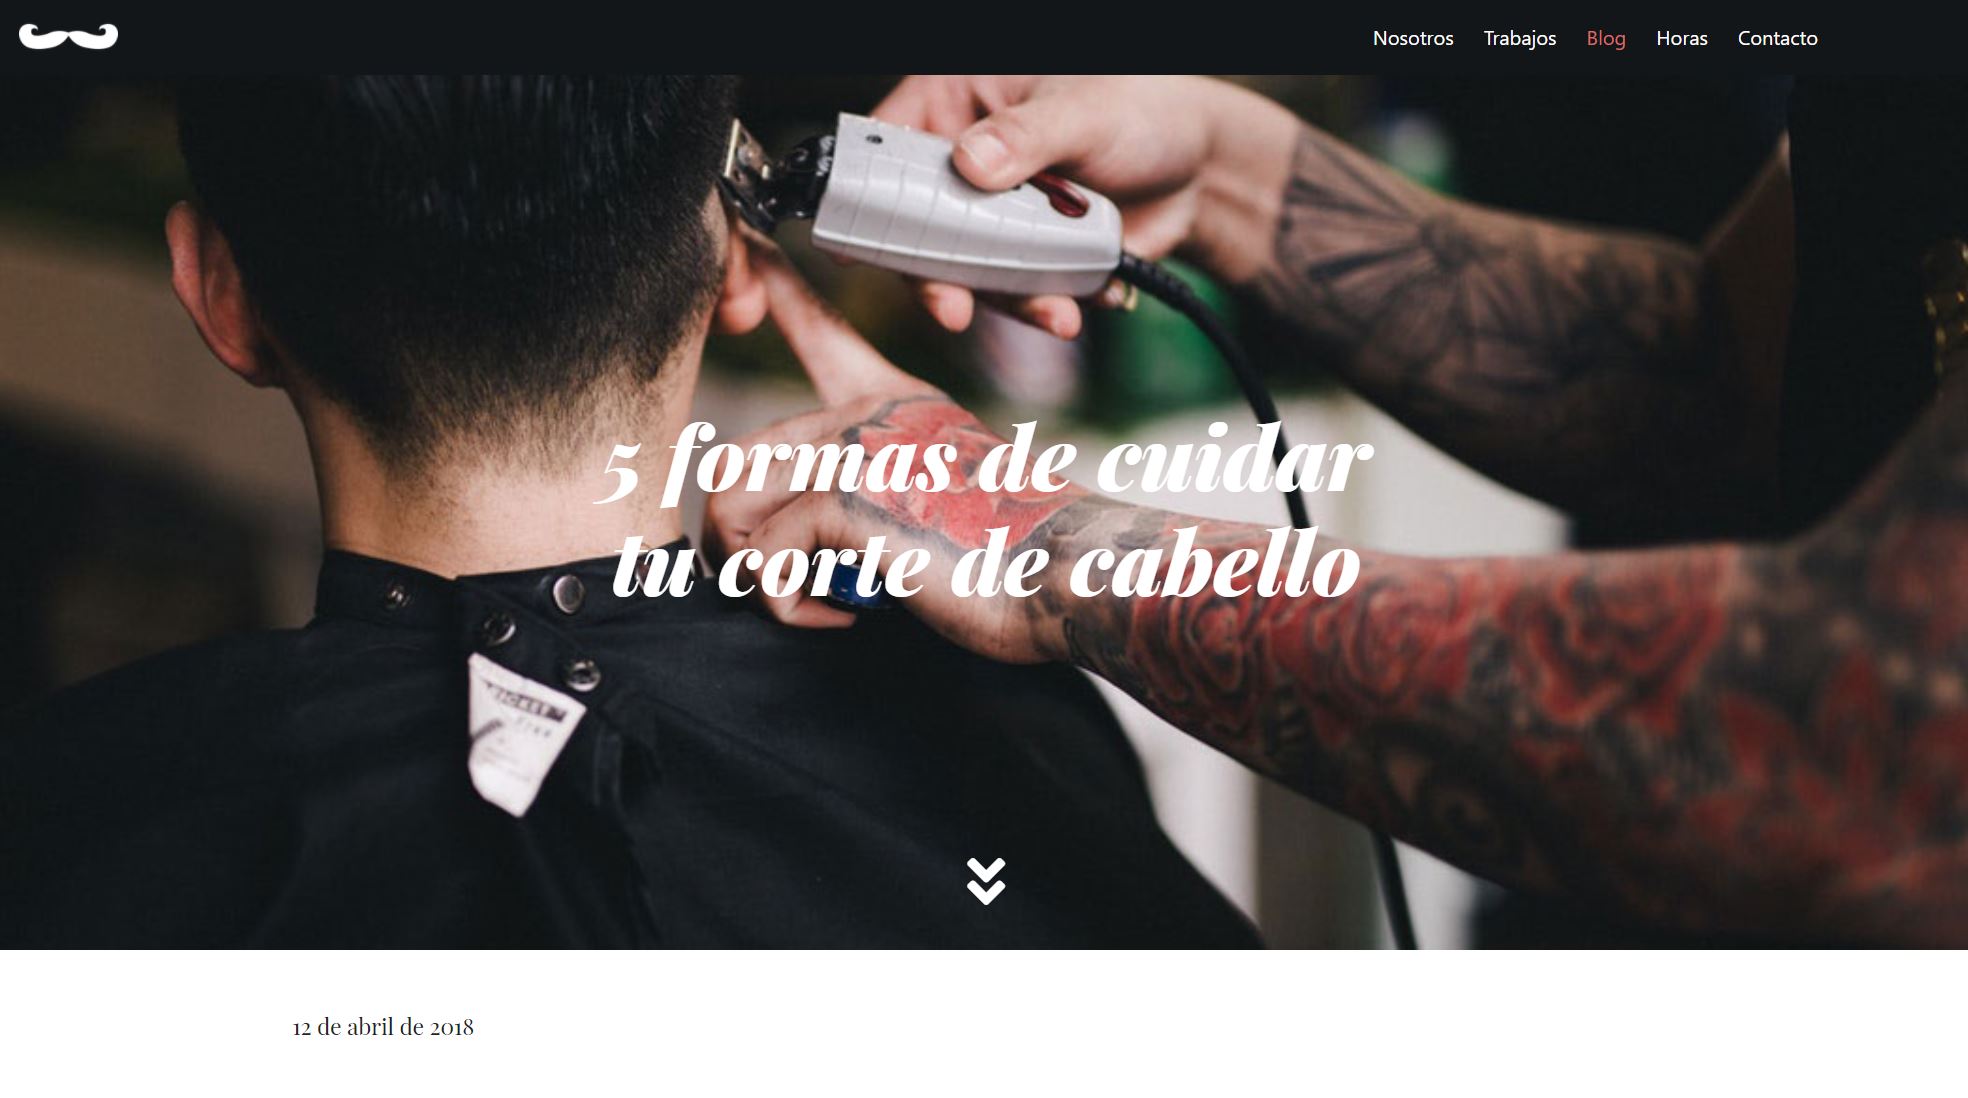 Nosotros Trabajos Blog Horas Contacto
5 formas de cuidar
tu corte de cabello
12 de abril de 2018